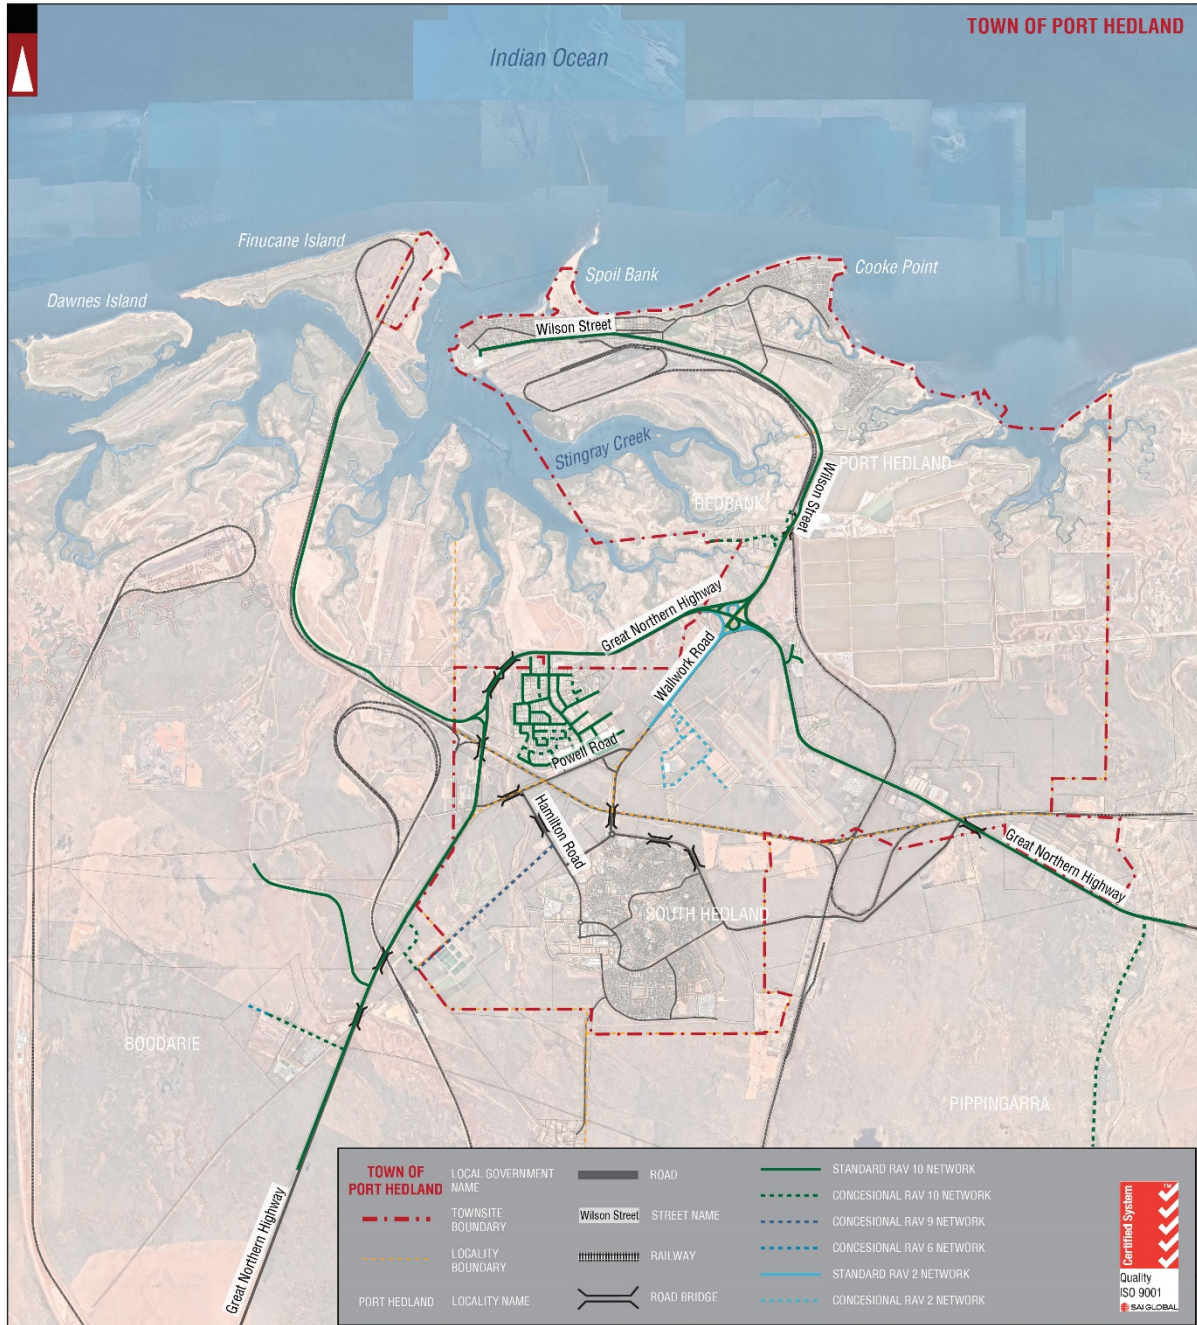 TOWN OF PORT HEDLAND
Indian Ocean
Finucane Island
Spoil Bank
Cooke Point
Dawnes Island
Wilson Street
Stingray Creek
PORT HEDLAND
Wilson Street
REDBANK
Great Northern Highway
Wallwork Road
Powell Road
Hamilton Road
Great Northern Highway
SOUTH HEDLAND
BOODARIE
PIPPINGARRA
Great Northern Highway
TOWN OF
PORT HEDLAND
LOCAL GOVERNMENT
NAME
TOWNSITE
BOUNDARY
LOCALITY
BOUNDARY
PORT HEDLAND
LOCALITY NAME
ROAD
Wilson Street
STREET NAME
RAILWAY
ROAD BRIDGE
STANDARD RAV 10 NETWORK
CONCESIONAL RAV 10 NETWORK
CONCESIONAL RAV 9 NETWORK
CONCESIONAL RAV 6 NETWORK
STANDARD RAV 2 NETWORK
CONCESIONAL RAV 2 NETWORK
Certified System
TM
Quality
ISO 9001
SAI GLOBAL